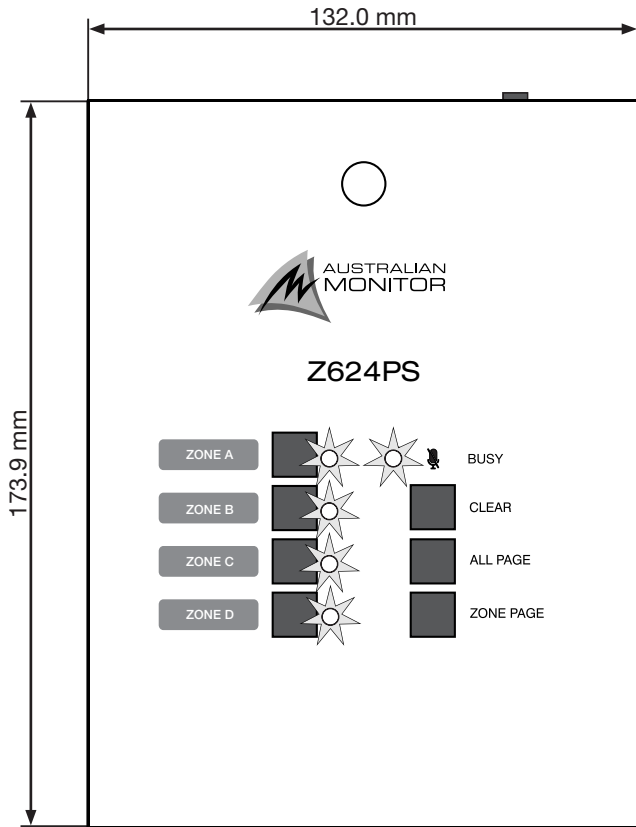 132.0 mm
173.9 mm
AUSTRALIAN
MONITOR
Z624PS
ZONE A
BUSY
ZONE B
CLEAR
ZONE C
ALL PAGE
ZONE D
ZONE PAGE